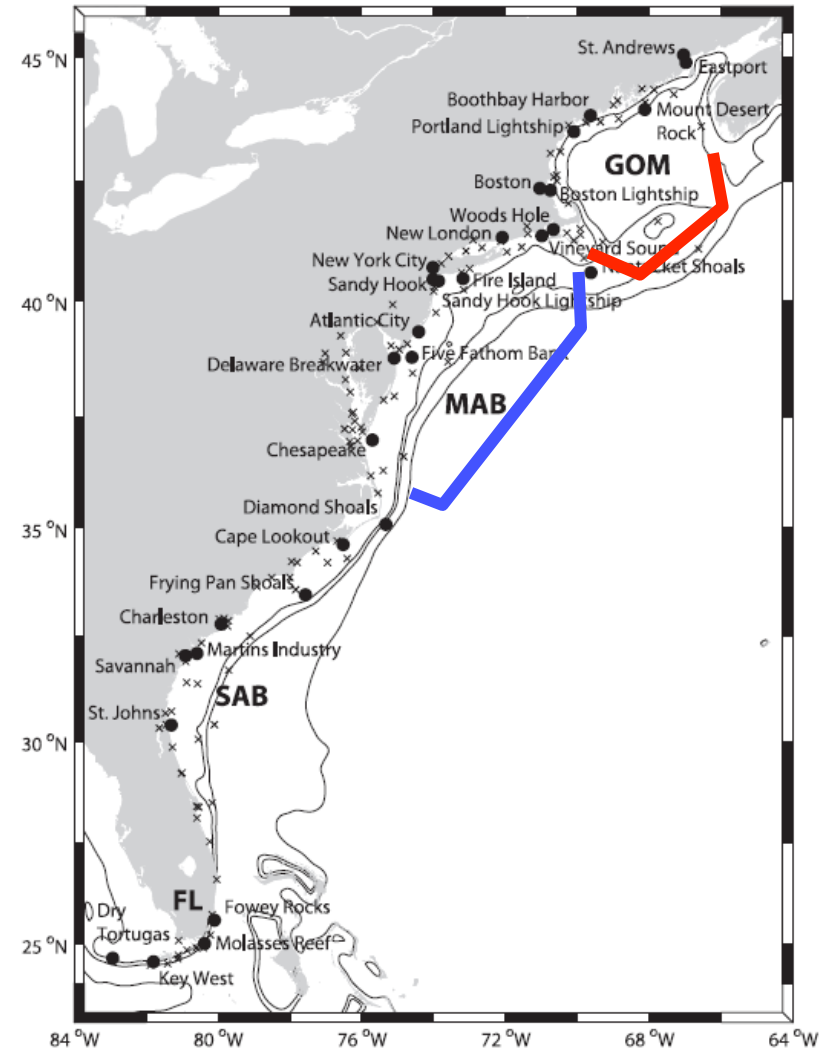 45 °N
St. Andrews
Eastport
Boothbay Harbor
Mount Desert
Rock
Portland Lightship
GOM
Boston
Boston Lightship
Woods Hole
New London
Vineyard Sound
New York City
Nantucket Shoals
Sandy Hook
Fire Island
40 °N
Sandy Hook Lightship
Atlantic City
Five Fathom Bank
Delaware Breakwater
MAB
Chesapeake
Diamond Shoals
35 °N
Cape Lookout
Frying Pan Shoals
Charleston
Martins Industry
Savannah
SAB
St. Johns
30 °N
FL
Fowey Rocks
Dry
Tortugas
25 °N
Molasses Reef
Key West
84 °W
80 °W
76 °W
72 °W
68 °W
64 °W